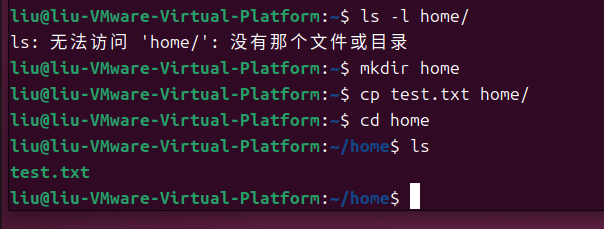 liu@liu-VMware-Virtual-Platform:~$ ls -l home/
ls: 无法访问 'home/': 没有那个文件或目录
liu@liu-VMware-Virtual-Platform:~$ mkdir home
liu@liu-VMware-Virtual-Platform:~$ cp test.txt home/
liu@liu-VMware-Virtual-Platform:~$ cd home
liu@liu-VMware-Virtual-Platform:~/home$ ls
test.txt
liu@liu-VMware-Virtual-Platform:~/home$